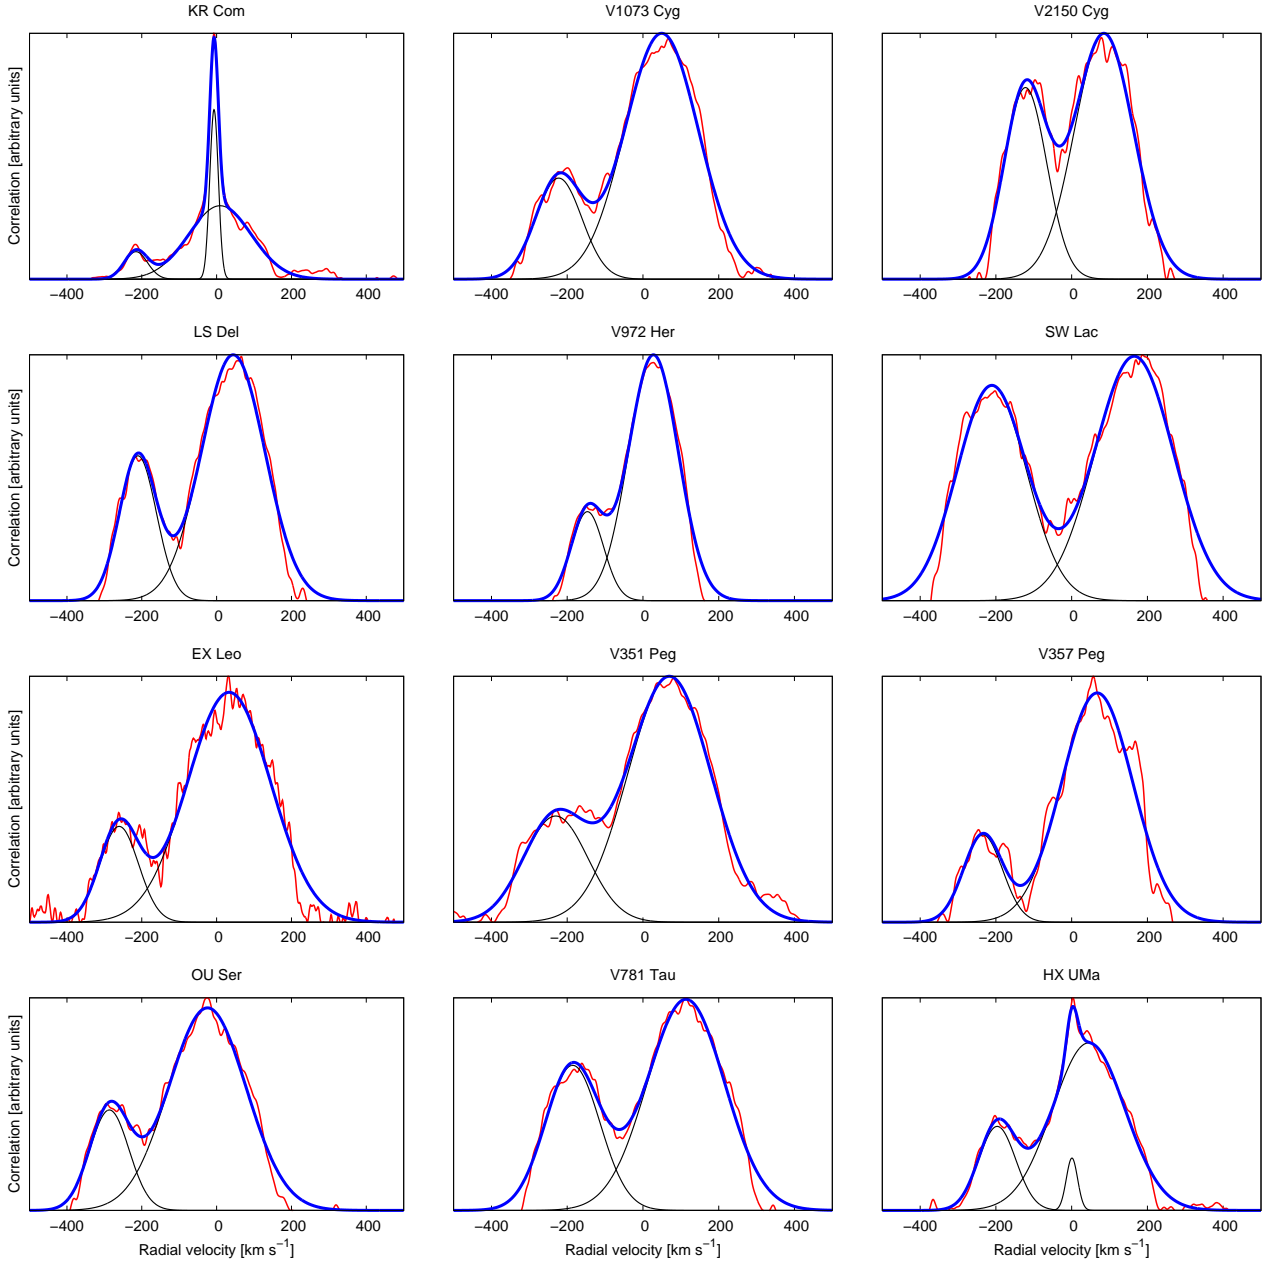 KR Com V1073 Cyg V2150 Cyg
Correlation [arbitrary units]
−400 −200 0 200 400 −400 −200 0 200 400 −400 −200 0 200 400
LS Del V972 Her SW Lac
Correlation [arbitrary units]
−400 −200 0 200 400 −400 −200 0 200 400 −400 −200 0 200 400
EX Leo V351 Peg V357 Peg
Correlation [arbitrary units]
−400 −200 0 200 400 −400 −200 0 200 400 −400 −200 0 200 400
OU Ser V781 Tau HX UMa
Correlation [arbitrary units]
−400 −200 0 200 400 −400 −200 0 200 400 −400 −200 0 200 400
Radial velocity [km s⁻¹] Radial velocity [km s⁻¹] Radial velocity [km s⁻¹]